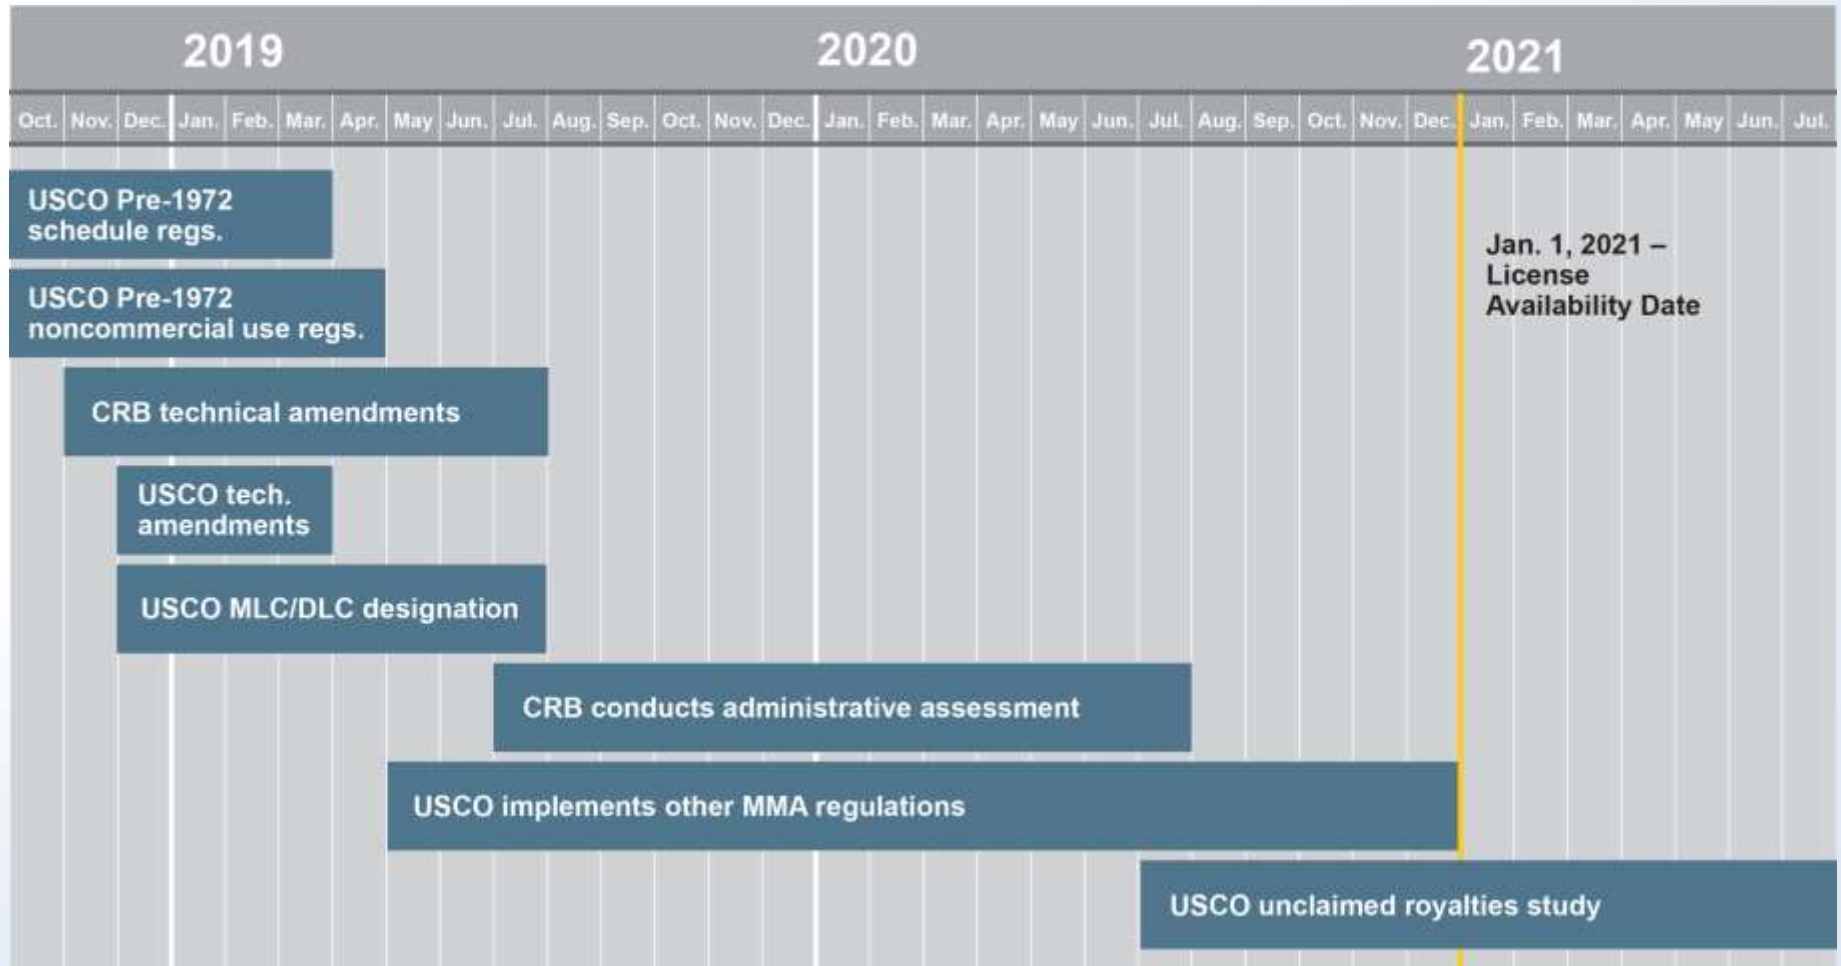 2019 2020 2021
Oct. Nov. Dec. Jan. Feb. Mar. Apr. May Jun. Jul. Aug. Sep. Oct. Nov. Dec. Jan. Feb. Mar. Apr. May Jun. Jul. Aug. Sep. Oct. Nov. Dec. Jan. Feb. Mar. Apr. May Jun. Jul.
USCO Pre-1972
schedule regs.
Jan. 1, 2021 –
License
Availability Date
USCO Pre-1972
noncommercial use regs.
CRB technical amendments
USCO tech.
amendments
USCO MLC/DLC designation
CRB conducts administrative assessment
USCO implements other MMA regulations
USCO unclaimed royalties study